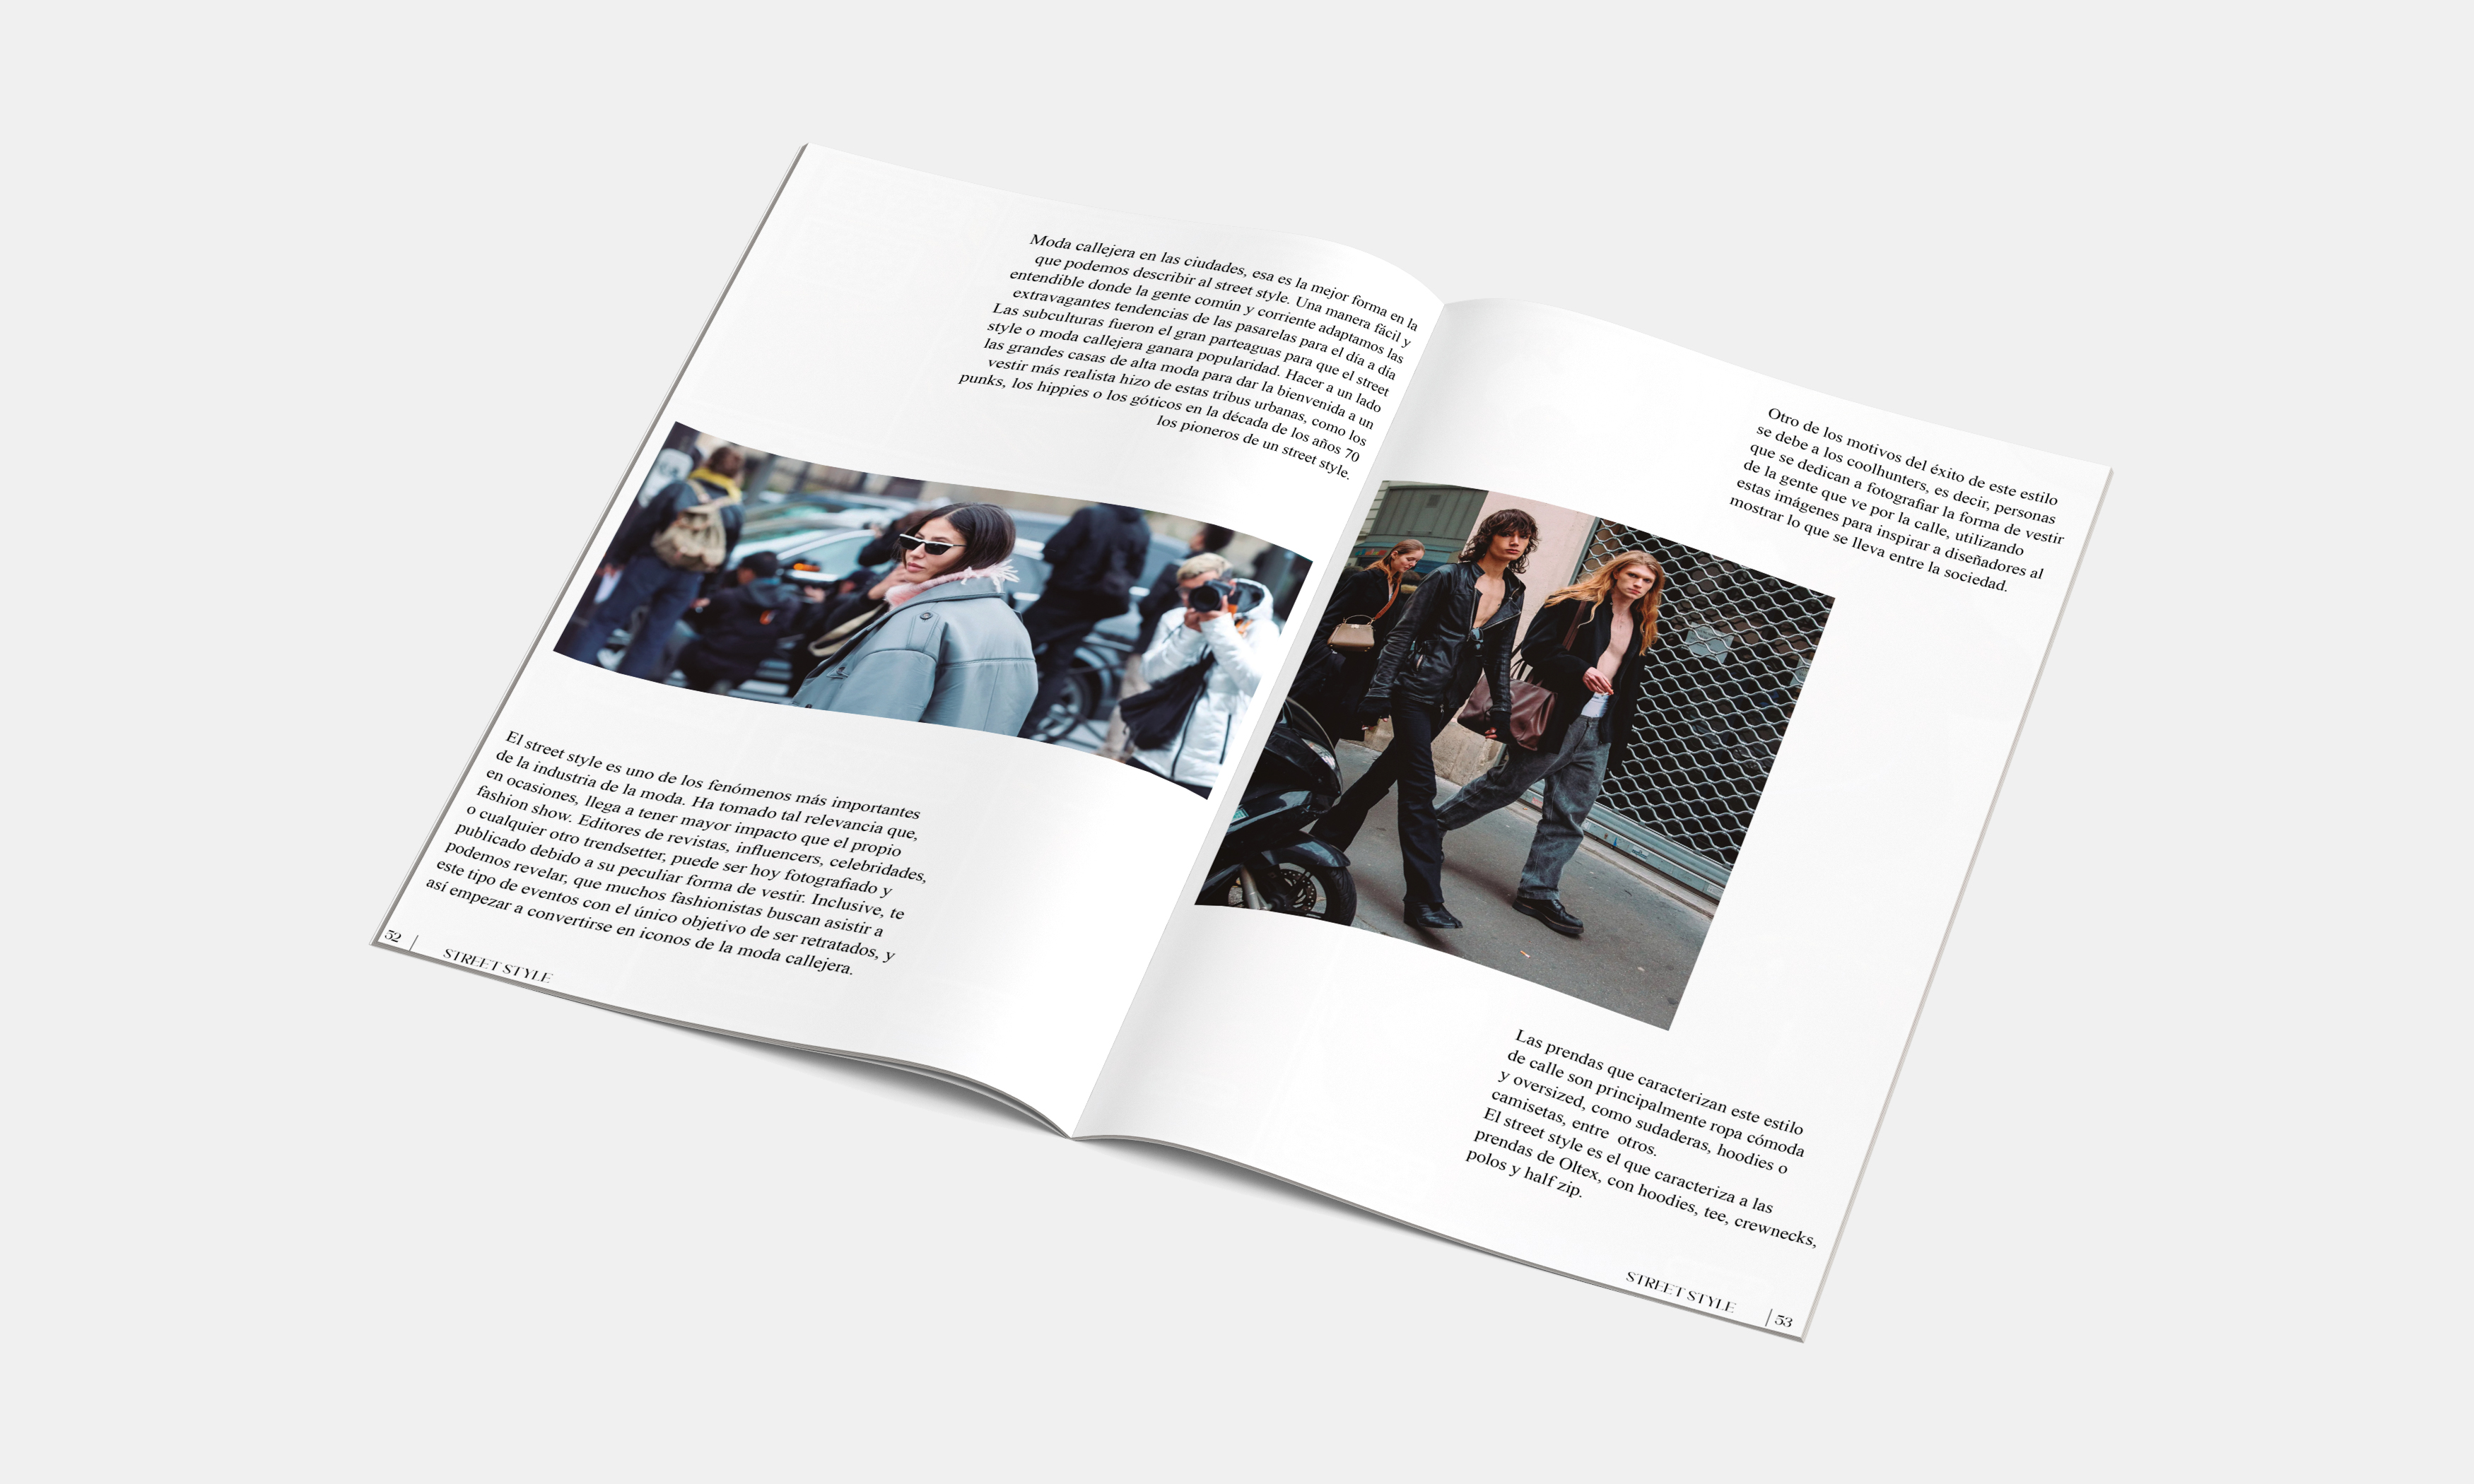 Moda callejera en las ciudades, esa es la mejor forma en la
que podemos describir al street style. Una manera fácil y
entendible donde la gente común y corriente adaptamos las
extravagantes tendencias de las pasarelas para el día a día
Las subculturas fueron el gran parteaguas para que el street
style o moda callejera ganara popularidad. Hacer a un lado
las grandes casas de alta moda para dar la bienvenida a un
vestir más realista hizo de estas tribus urbanas, como los
punks, los hippies o los góticos en la década de los años 70
los pioneros de un street style.
El street style es uno de los fenómenos más importantes
de la industria de la moda. Ha tomado tal relevancia que,
en ocasiones, llega a tener mayor impacto que el propio
fashion show. Editores de revistas, influencers, celebridades,
o cualquier otro trendsetter, puede ser hoy fotografiado y
publicado debido a su peculiar forma de vestir. Inclusive, te
podemos revelar, que muchos fashionistas buscan asistir a
este tipo de eventos con el único objetivo de ser retratados, y
así empezar a convertirse en iconos de la moda callejera.
52 |
STREET STYLE
Otro de los motivos del éxito de este estilo
se debe a los coolhunters, es decir, personas
que se dedican a fotografiar la forma de vestir
de la gente que ve por la calle, utilizando
estas imágenes para inspirar a diseñadores al
mostrar lo que se lleva entre la sociedad.
Las prendas que caracterizan este estilo
de calle son principalmente ropa cómoda
y oversized, como sudaderas, hoodies o
camisetas, entre otros.
El street style es el que caracteriza a las
prendas de Oltex, con hoodies, tee, crewnecks,
polos y half zip.
STREET STYLE
| 53